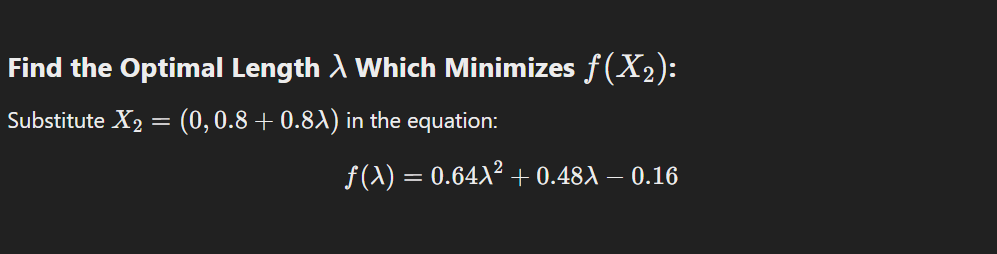 Find the Optimal Length λ Which Minimizes f(X₂):
Substitute X₂ = (0, 0.8 + 0.8λ) in the equation:
f(λ) = 0.64λ² + 0.48λ − 0.16